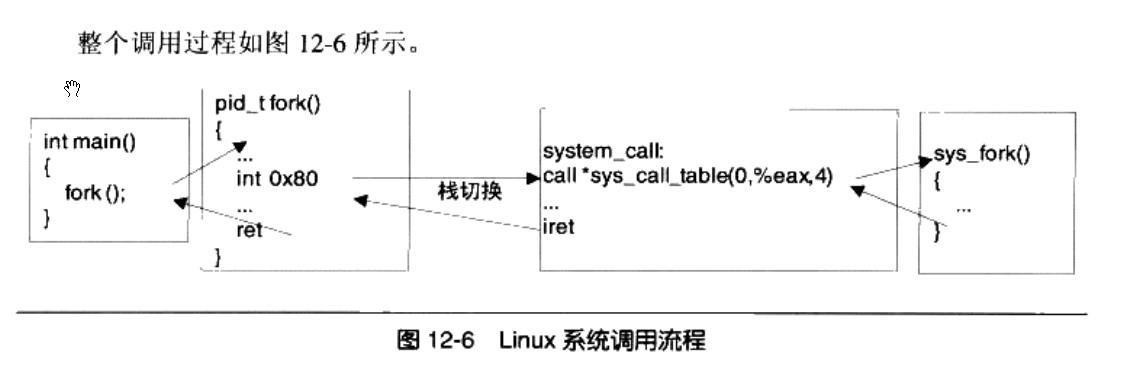 整个调用过程如图 12-6 所示。
int main()
{
fork ();
}
pid_t fork()
{
...
int 0x80
...
ret
}
栈切换
system_call:
call *sys_call_table(0,%eax,4)
...
iret
sys_fork()
{
...
}
图 12-6 Linux 系统调用流程